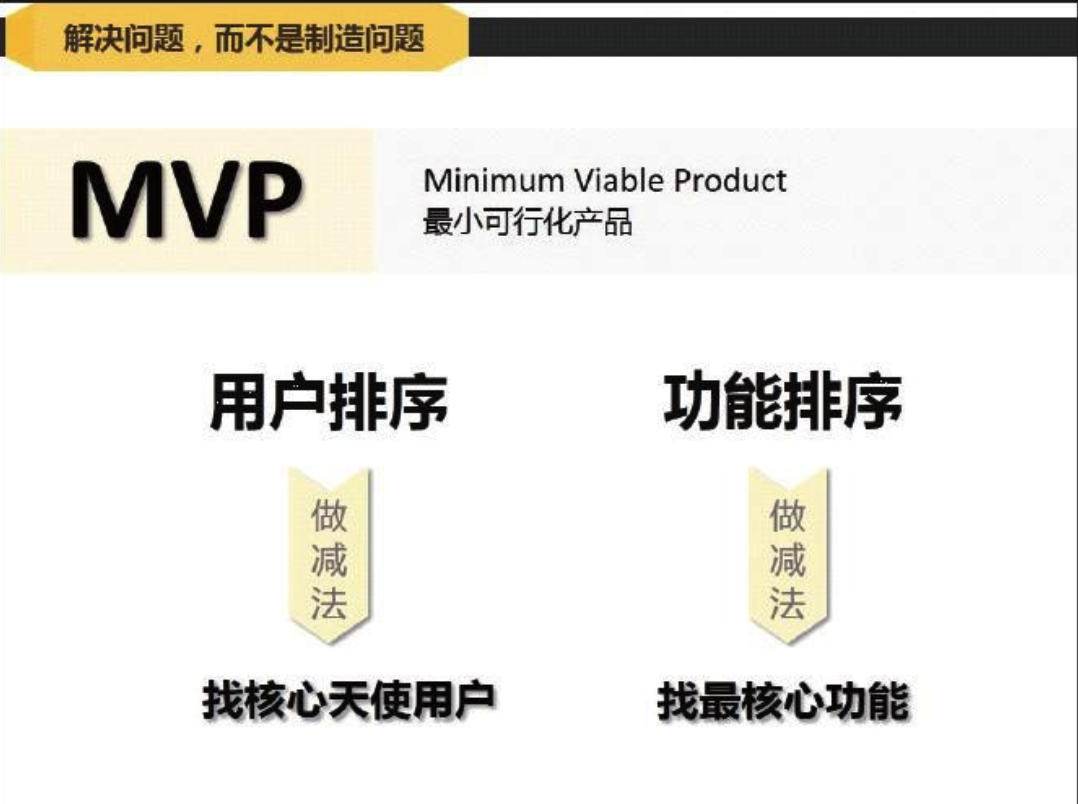 解决问题，而不是制造问题
MVP
Minimum Viable Product
最小可行化产品
用户排序
功能排序
做减法
做减法
找核心天使用户
找最核心功能